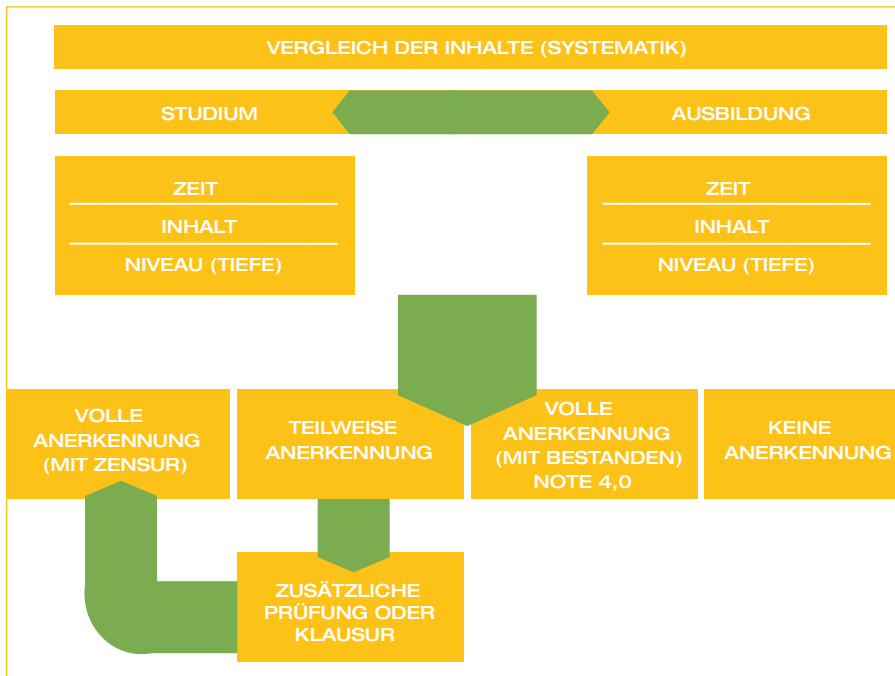 VERGLEICH DER INHALTE (SYSTEMATIK)
STUDIUM
AUSBILDUNG
ZEIT
INHALT
NIVEAU (TIEFE)
ZEIT
INHALT
NIVEAU (TIEFE)
VOLLE
ANERKENNUNG
(MIT ZENSUR)
TEILWEISE
ANERKENNUNG
VOLLE
ANERKENNUNG
(MIT BESTANDEN)
NOTE 4,0
KEINE
ANERKENNUNG
ZUSÄTZLICHE
PRÜFUNG ODER
KLAUSUR